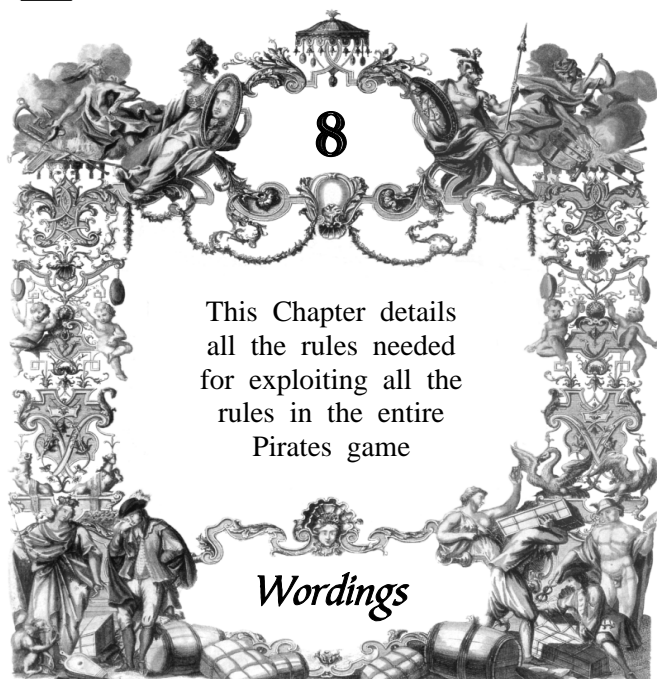 8
This Chapter details
all the rules needed
for exploiting all the
rules in the entire
Pirates game
Wordings